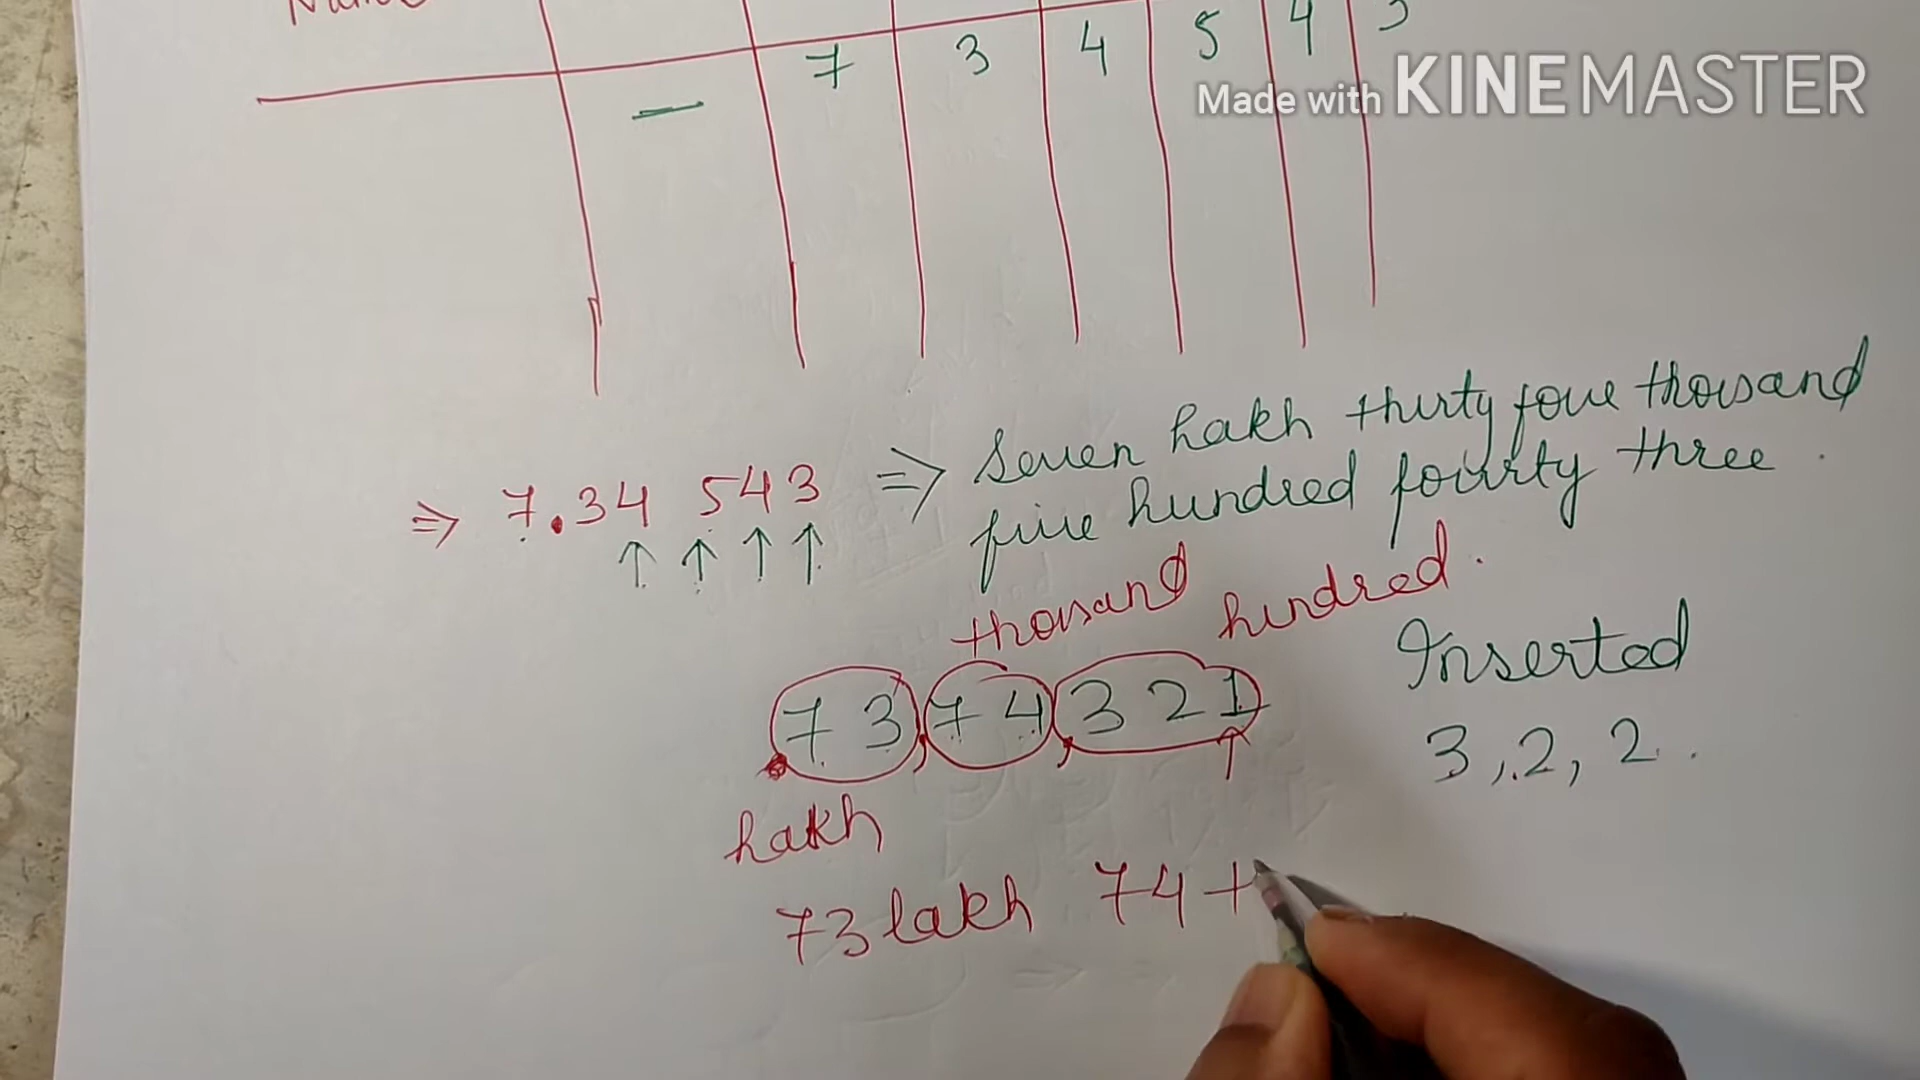 7 3 4 5 4 3
Made with KINEMASTER
—
⇒ 7.34 543 ⇒ Seven lakh thirty four thousand
five hundred fourty three.
thousand hundred.
73,74,321
Inserted
3,2,2.
lakh
73 lakh 74 t